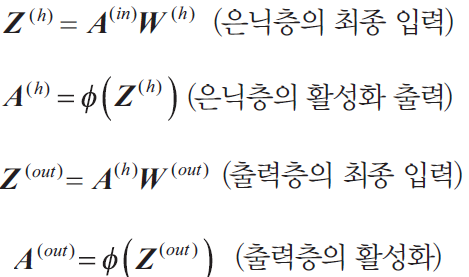 Z^(h) = A^(in)W^(h) (은닉층의 최종 입력)
A^(h) = ϕ(Z^(h)) (은닉층의 활성화 출력)
Z^(out) = A^(h)W^(out) (출력층의 최종 입력)
A^(out) = ϕ(Z^(out)) (출력층의 활성화)